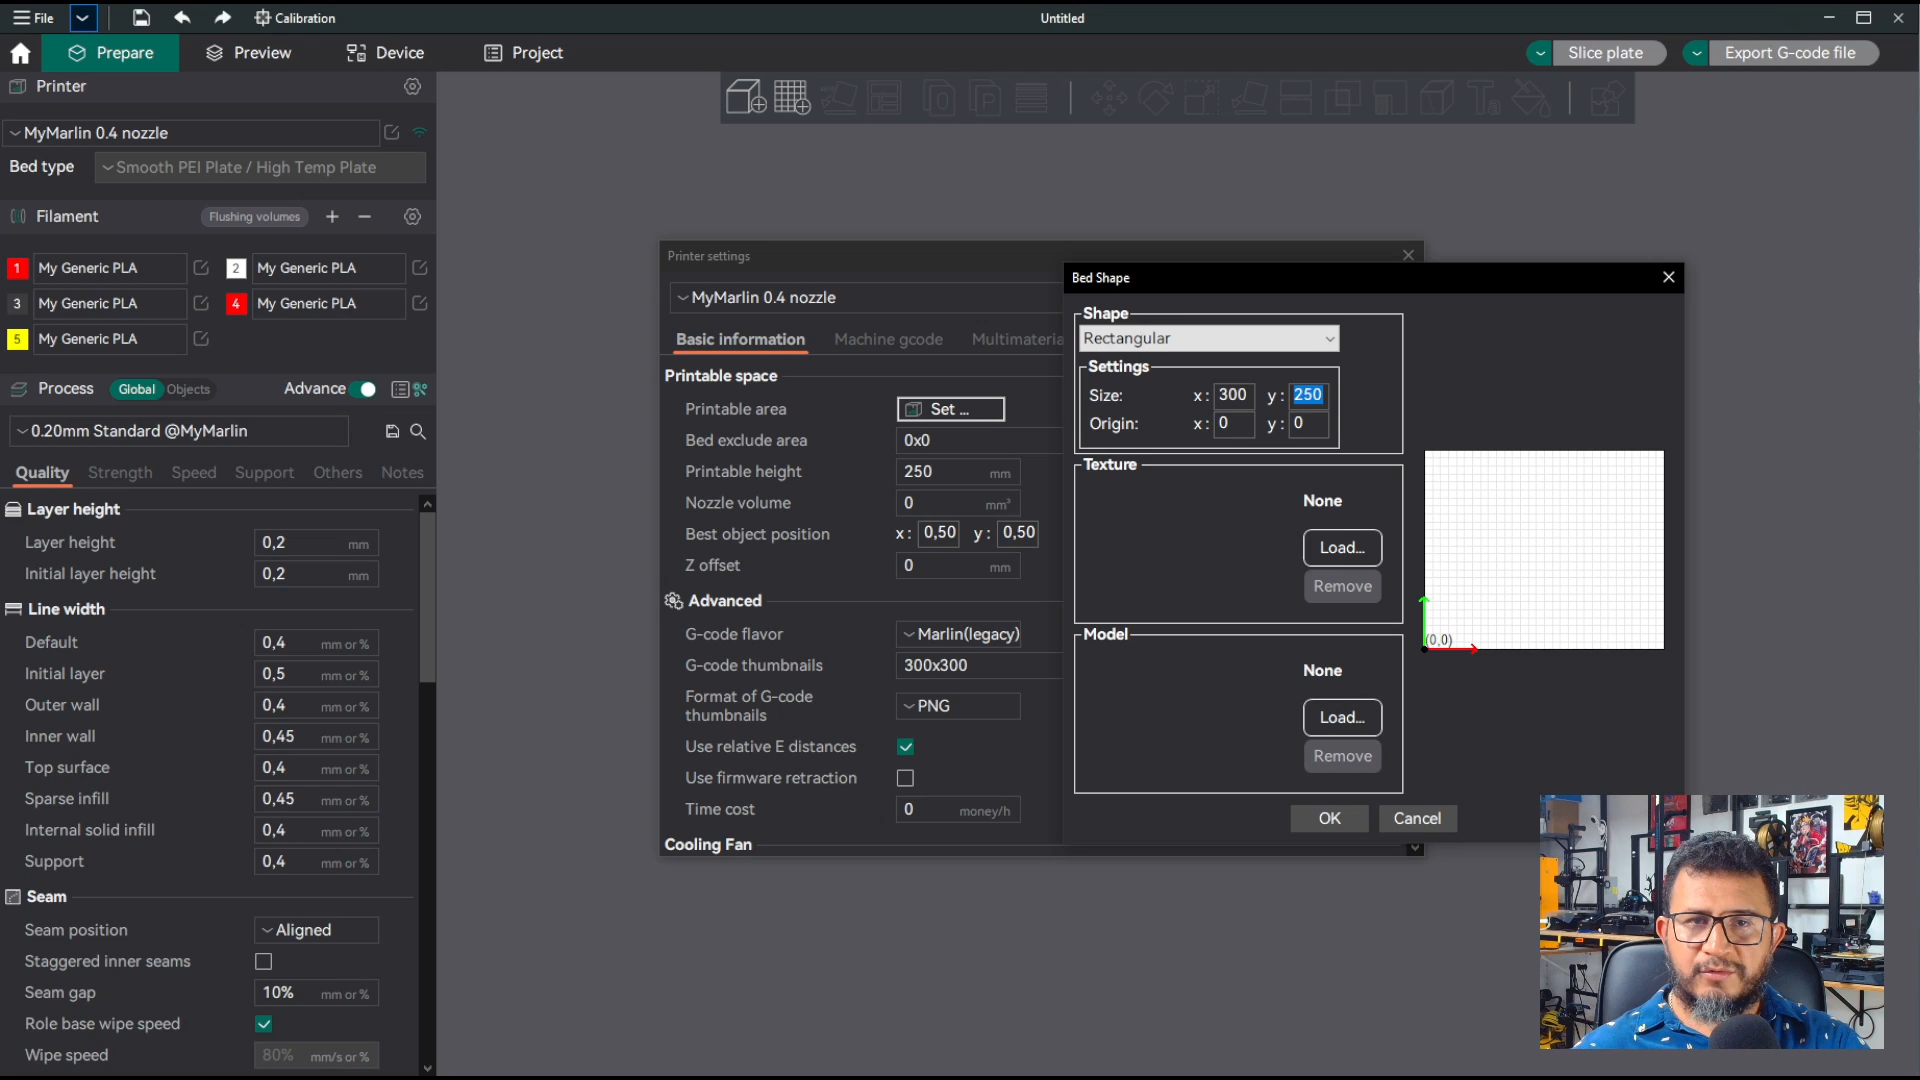 File
Calibration
Untitled
Prepare
Preview
Device
Project
Slice plate
Export G-code file
Printer
MyMarlin 0.4 nozzle
Bed type
Smooth PEI Plate / High Temp Plate
Filament
Flushing volumes
1
My Generic PLA
2
My Generic PLA
3
My Generic PLA
4
My Generic PLA
5
My Generic PLA
Process
Global
Objects
Advance
0.20mm Standard @MyMarlin
Quality
Strength
Speed
Support
Others
Notes
Layer height
Layer height
0,2 mm
Initial layer height
0,2 mm
Line width
Default
0,4 mm or %
Initial layer
0,5 mm or %
Outer wall
0,4 mm or %
Inner wall
0,45 mm or %
Top surface
0,4 mm or %
Sparse infill
0,45 mm or %
Internal solid infill
0,4 mm or %
Support
0,4 mm or %
Seam
Seam position
Aligned
Staggered inner seams
Seam gap
10% mm or %
Role base wipe speed
Wipe speed
80% mm/s or %
Printer settings
MyMarlin 0.4 nozzle
Basic information
Machine gcode
Multimateria
Printable space
Printable area
Set ...
Bed exclude area
0x0
Printable height
250 mm
Nozzle volume
0 mm³
Best object position
x: 0,50 y: 0,50
Z offset
0 mm
Advanced
G-code flavor
Marlin(legacy)
G-code thumbnails
300x300
Format of G-code
thumbnails
PNG
Use relative E distances
Use firmware retraction
Time cost
0 money/h
Cooling Fan
Bed Shape
Shape
Rectangular
Settings
Size: x: 300 y: 250
Origin: x: 0 y: 0
Texture
None
Load...
Remove
Model
None
Load...
Remove
(0,0)
OK
Cancel